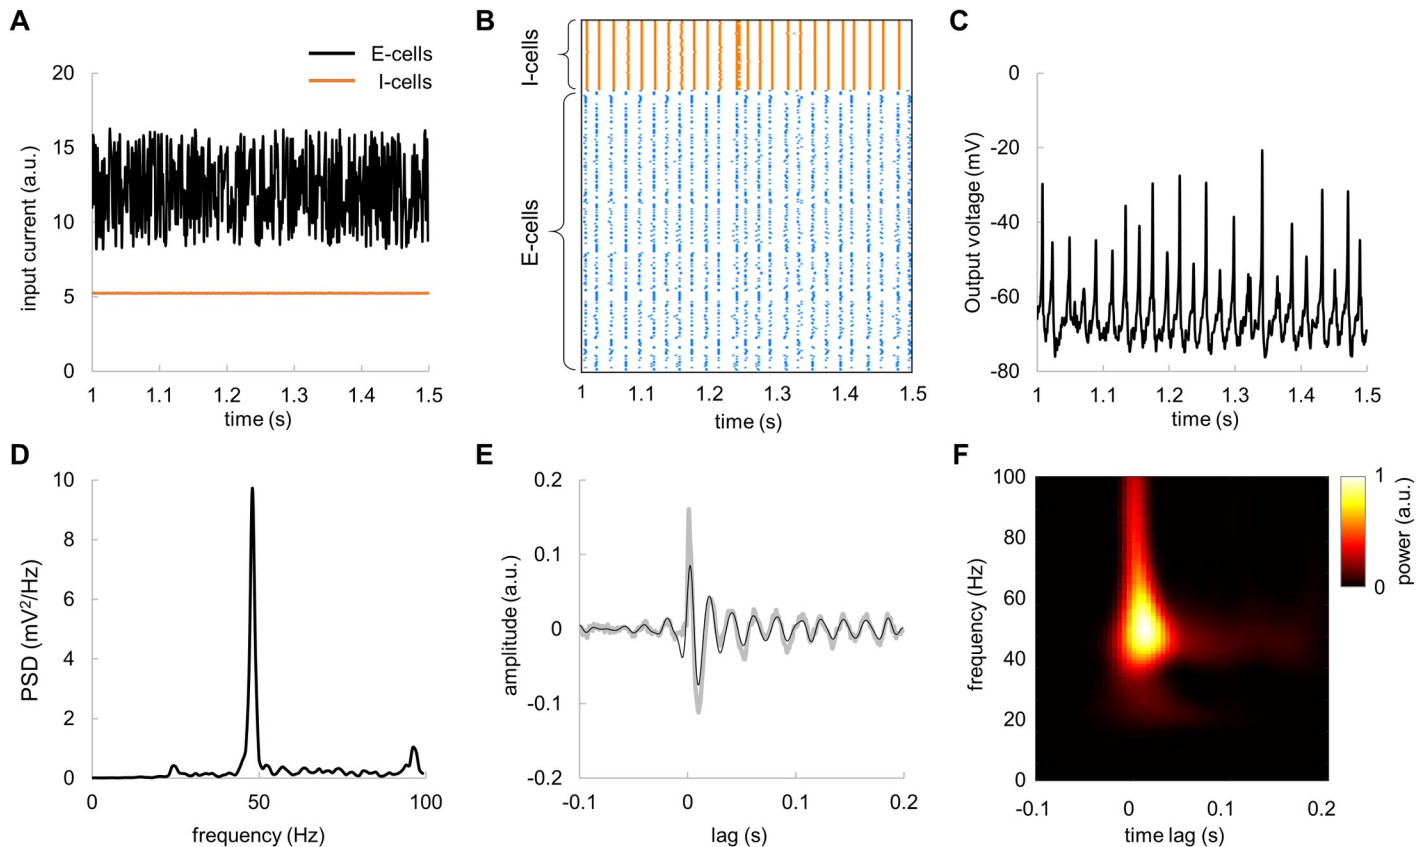 A
E-cells
I-cells
20
15
10
5
0
input current (a.u.)
1 1.1 1.2 1.3 1.4 1.5
time (s)
B
I-cells
E-cells
1 1.1 1.2 1.3 1.4 1.5
time (s)
C
0
-20
-40
-60
-80
Output voltage (mV)
1 1.1 1.2 1.3 1.4 1.5
time (s)
D
10
8
6
4
2
0
PSD (mV²/Hz)
0 50 100
frequency (Hz)
E
0.2
0.1
0
-0.1
-0.2
amplitude (a.u.)
-0.1 0 0.1 0.2
lag (s)
F
100
80
60
40
20
0
frequency (Hz)
-0.1 0 0.1 0.2
time lag (s)
1
0
power (a.u.)